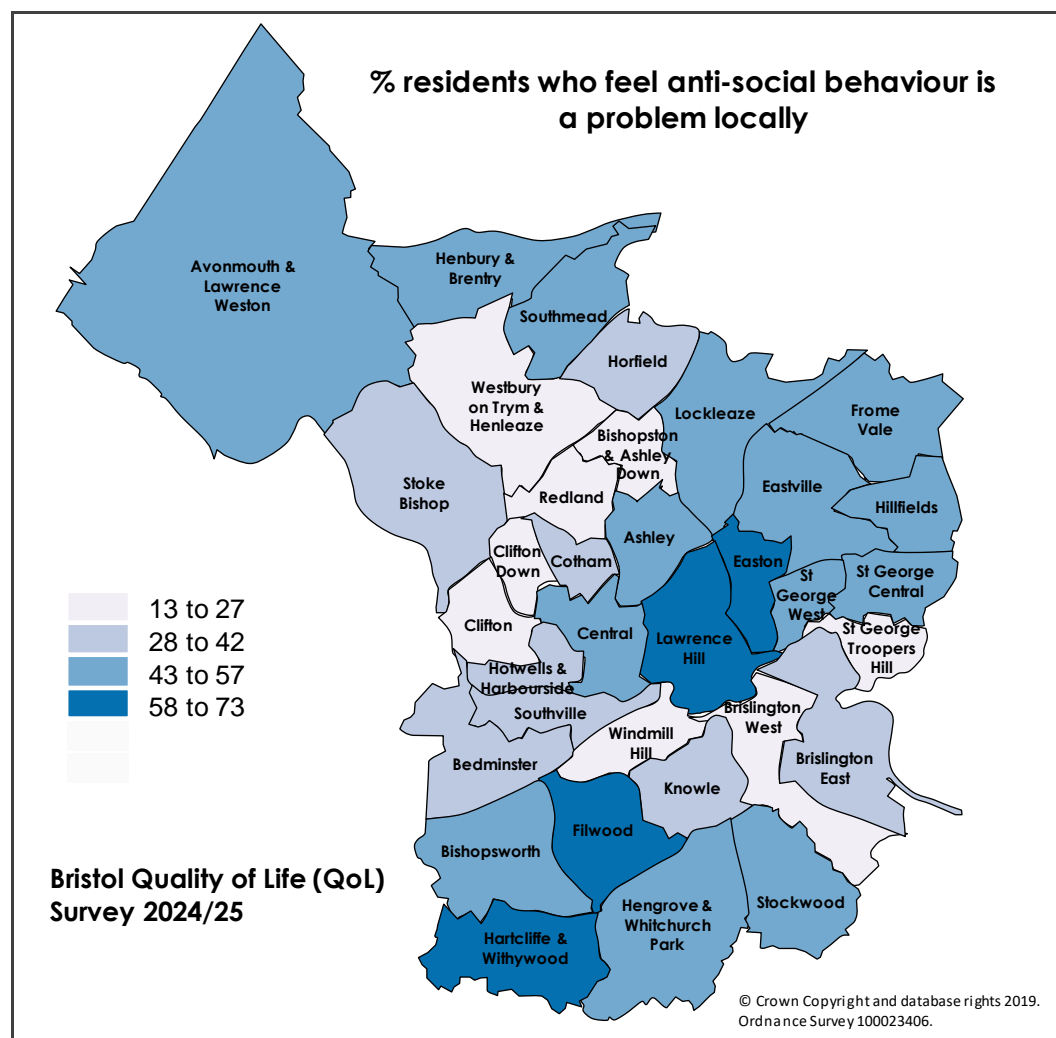 % residents who feel anti-social behaviour is
a problem locally
Avonmouth &
Lawrence
Weston
Henbury &
Brentry
Southmead
Horfield
Westbury
on Trym &
Henleaze
Lockleaze
Frome
Vale
Bishopston
& Ashley
Down
Stoke
Bishop
Redland
Eastville
Hillfields
Ashley
Clifton
Down
Cotham
Easton
St
George
West
St George
Central
Clifton
Central
Lawrence
Hill
St George
Troopers
Hill
Hotwells &
Harbourside
Southville
Brislington
West
Windmill
Hill
Bedminster
Knowle
Brislington
East
Filwood
Bishopsworth
Stockwood
Hengrove &
Whitchurch
Park
Hartcliffe &
Withywood
13 to 27
28 to 42
43 to 57
58 to 73
Bristol Quality of Life (QoL)
Survey 2024/25
© Crown Copyright and database rights 2019.
Ordnance Survey 100023406.